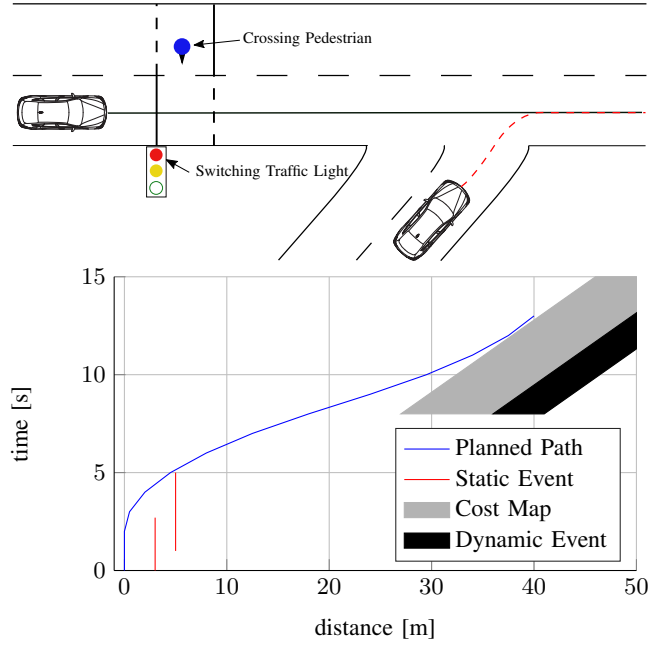 Crossing Pedestrian
Switching Traffic Light
15
10
5
0
time [s]
0
10
20
30
40
50
distance [m]
Planned Path
Static Event
Cost Map
Dynamic Event